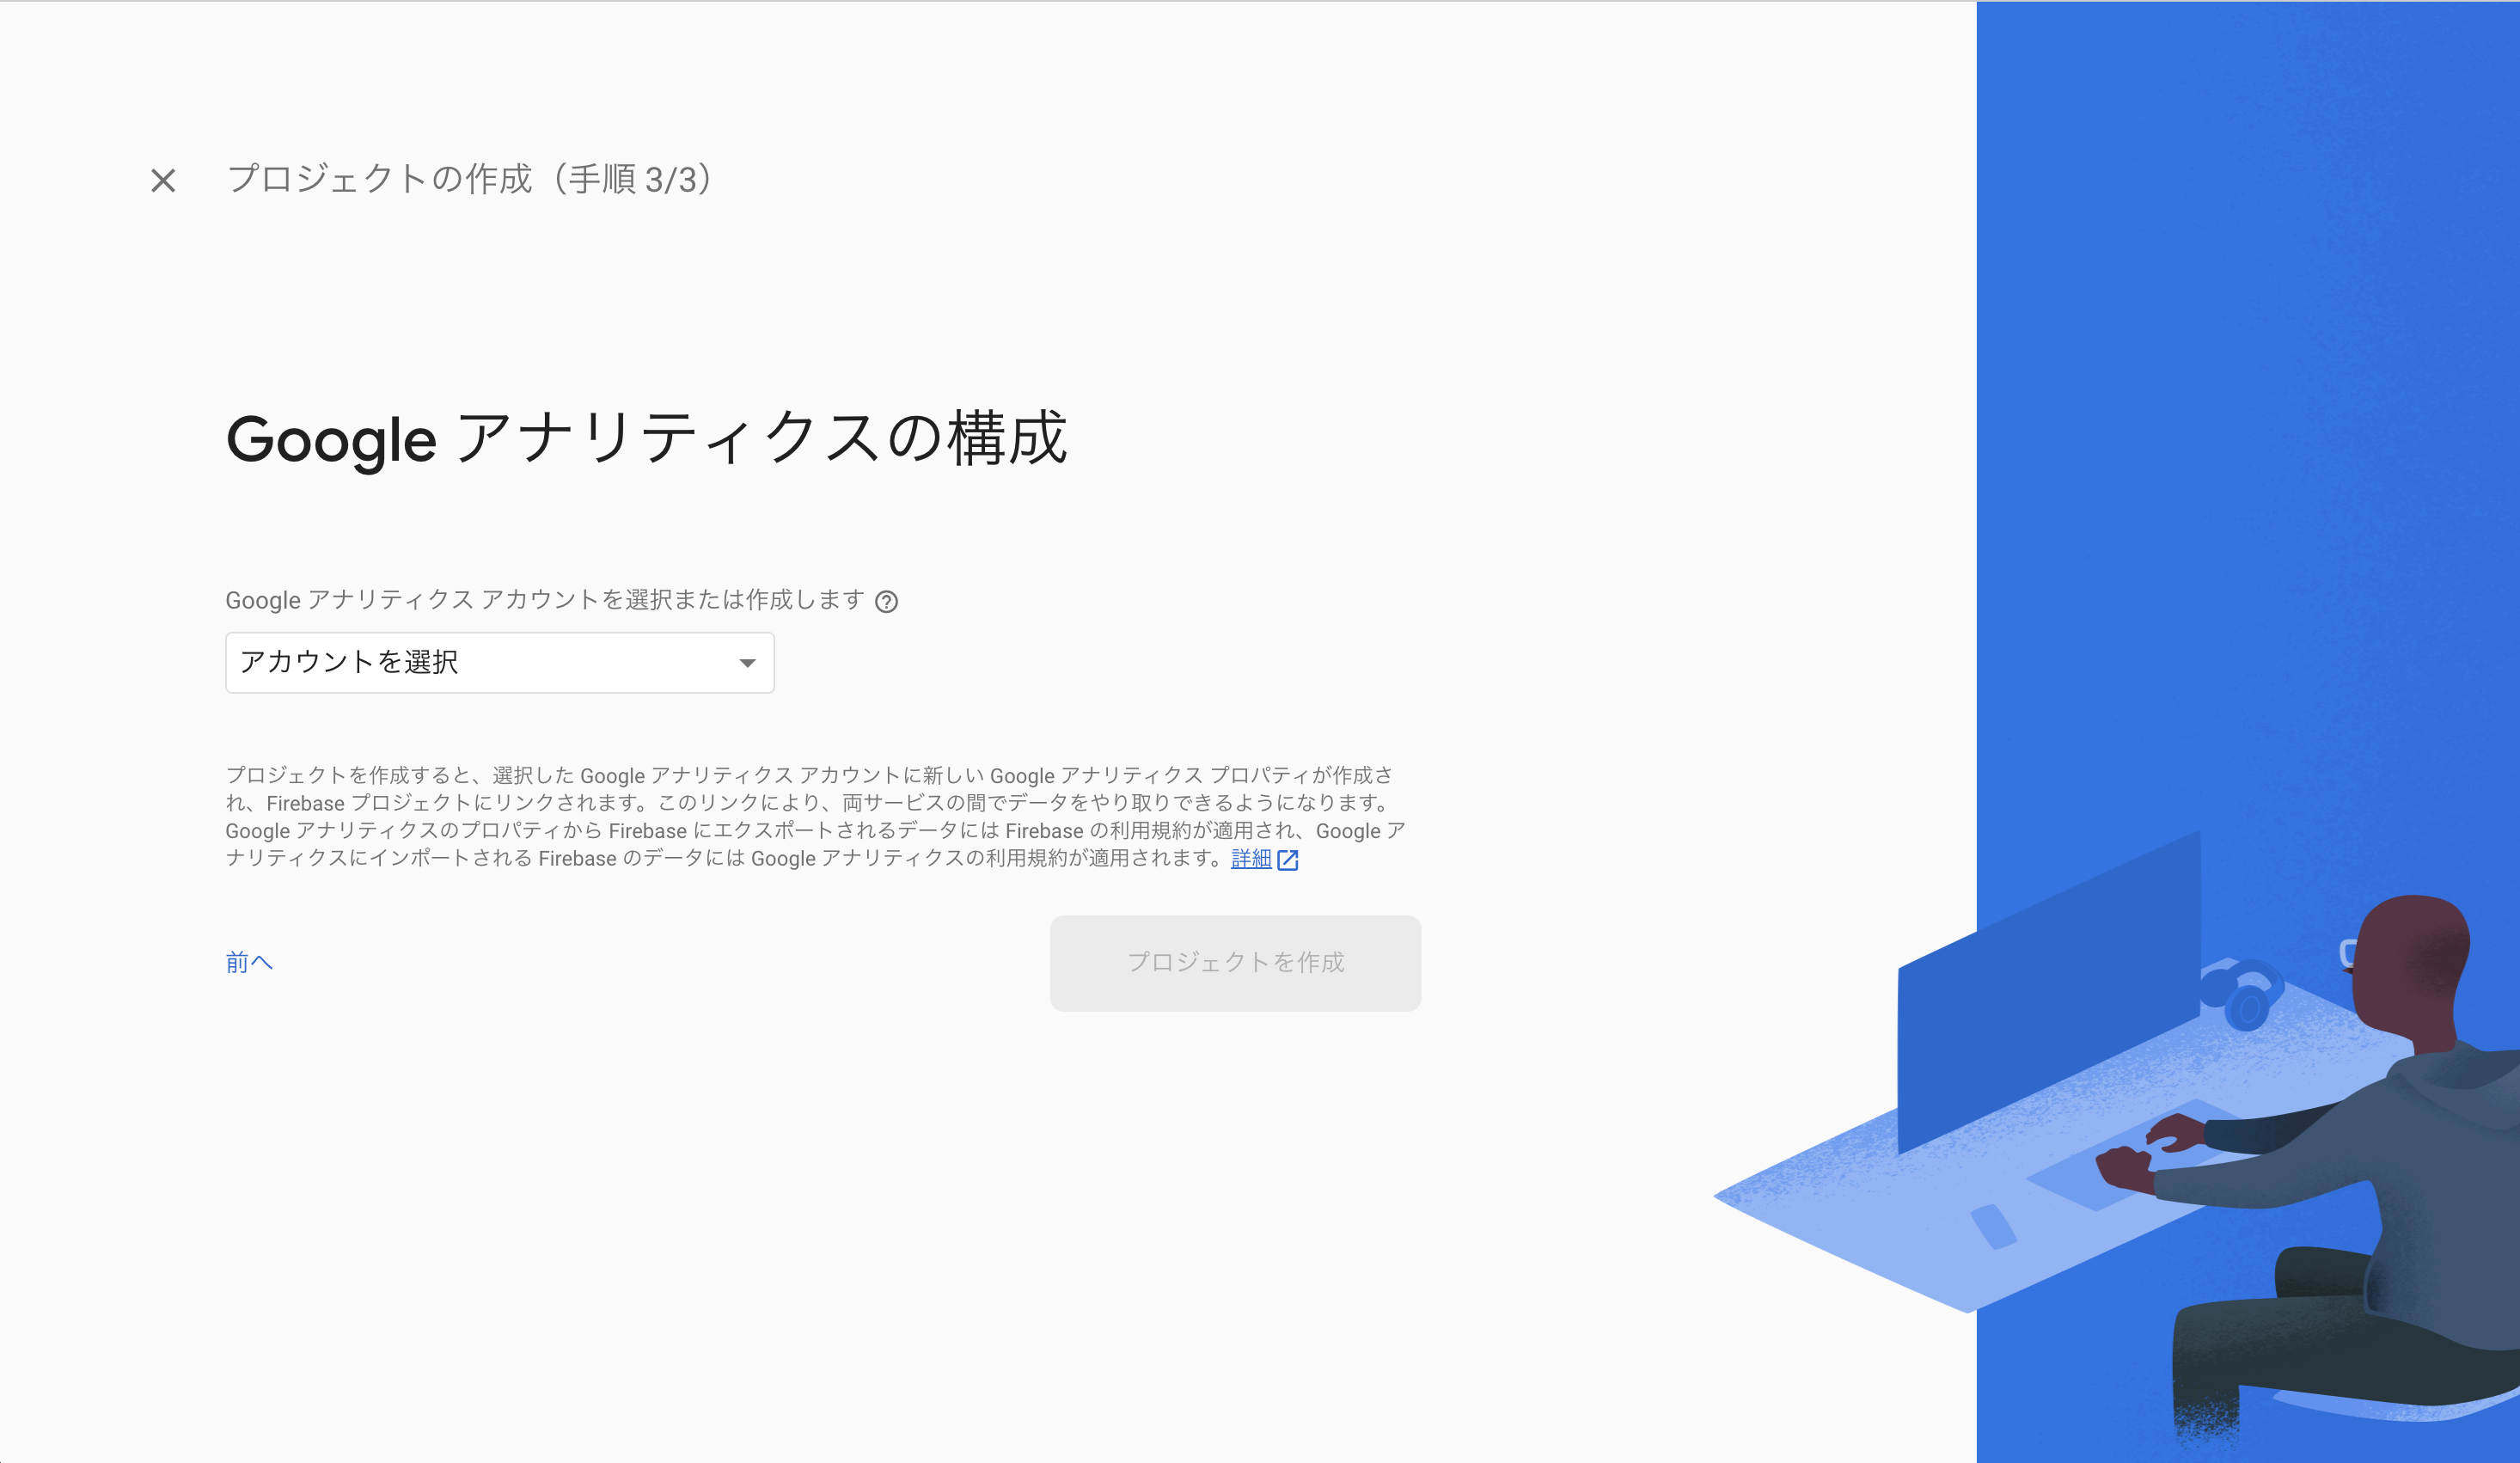 プロジェクトの作成（手順 3/3）
Google アナリティクスの構成
Google アナリティクス アカウントを選択または作成します
アカウントを選択
プロジェクトを作成すると、選択した Google アナリティクス アカウントに新しい Google アナリティクス プロパティが作成さ
れ、Firebase プロジェクトにリンクされます。このリンクにより、両サービスの間でデータをやり取りできるようになります。
Google アナリティクスのプロパティから Firebase にエクスポートされるデータには Firebase の利用規約が適用され、Google ア
ナリティクスにインポートされる Firebase のデータには Google アナリティクスの利用規約が適用されます。詳細
前へ
プロジェクトを作成